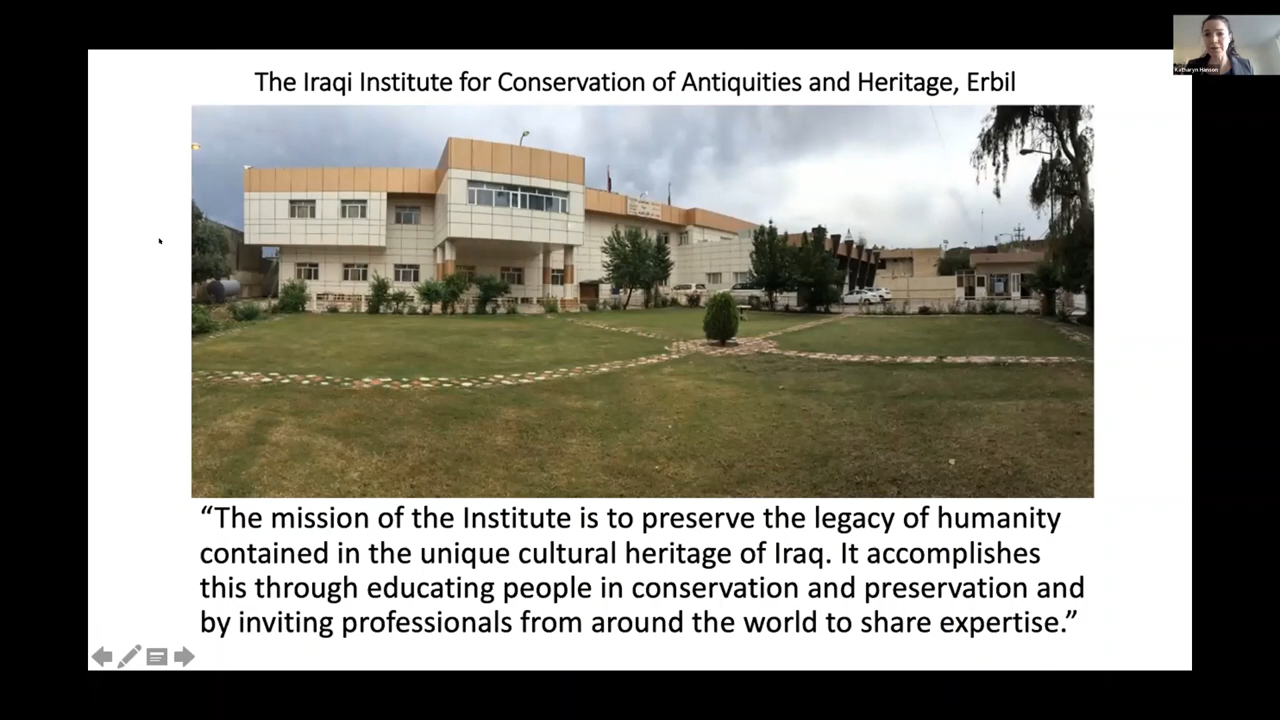 The Iraqi Institute for Conservation of Antiquities and Heritage, Erbil
Katharyn Hanson
“The mission of the Institute is to preserve the legacy of humanity
contained in the unique cultural heritage of Iraq. It accomplishes
this through educating people in conservation and preservation and
by inviting professionals from around the world to share expertise.”